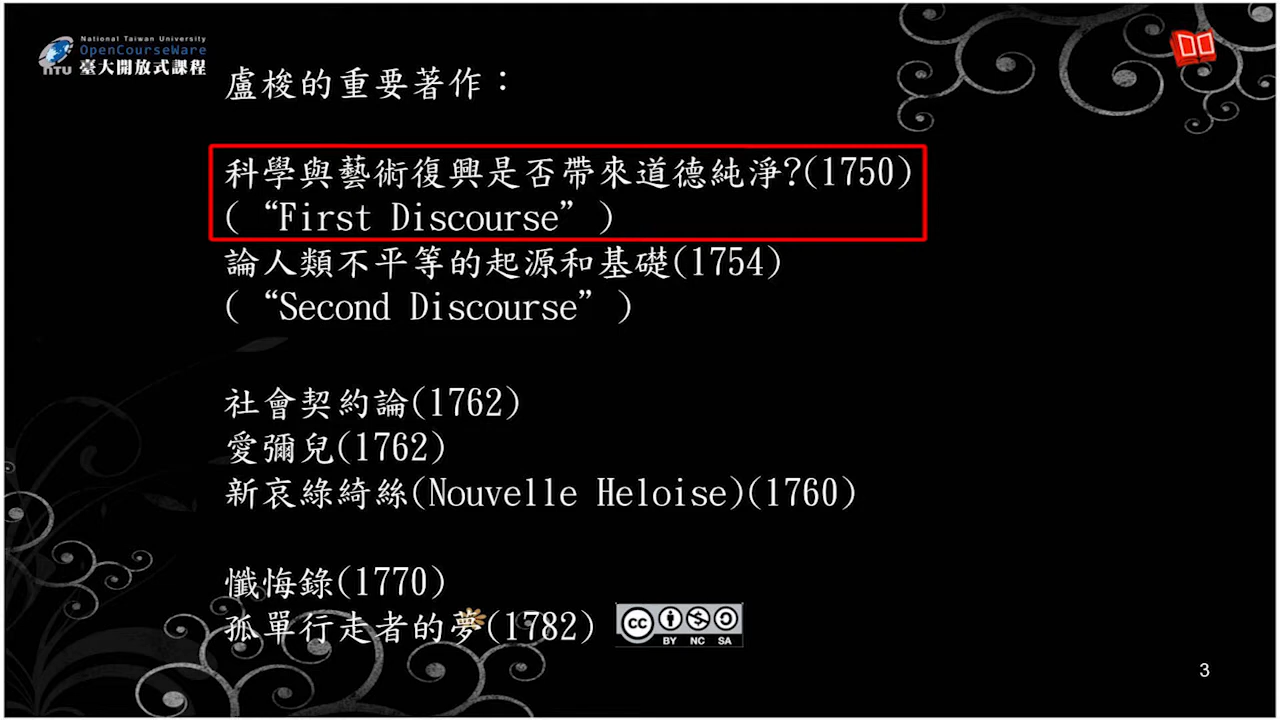 National Taiwan University
OpenCourseWare
NTU 臺大開放式課程
盧梭的重要著作：
科學與藝術復興是否帶來道德純淨?(1750)
(“First Discourse”)
論人類不平等的起源和基礎(1754)
(“Second Discourse”)
社會契約論(1762)
愛彌兒(1762)
新哀綠綺絲(Nouvelle Heloise)(1760)
懺悔錄(1770)
孤單行走者的夢(1782)
cc BY NC SA
3